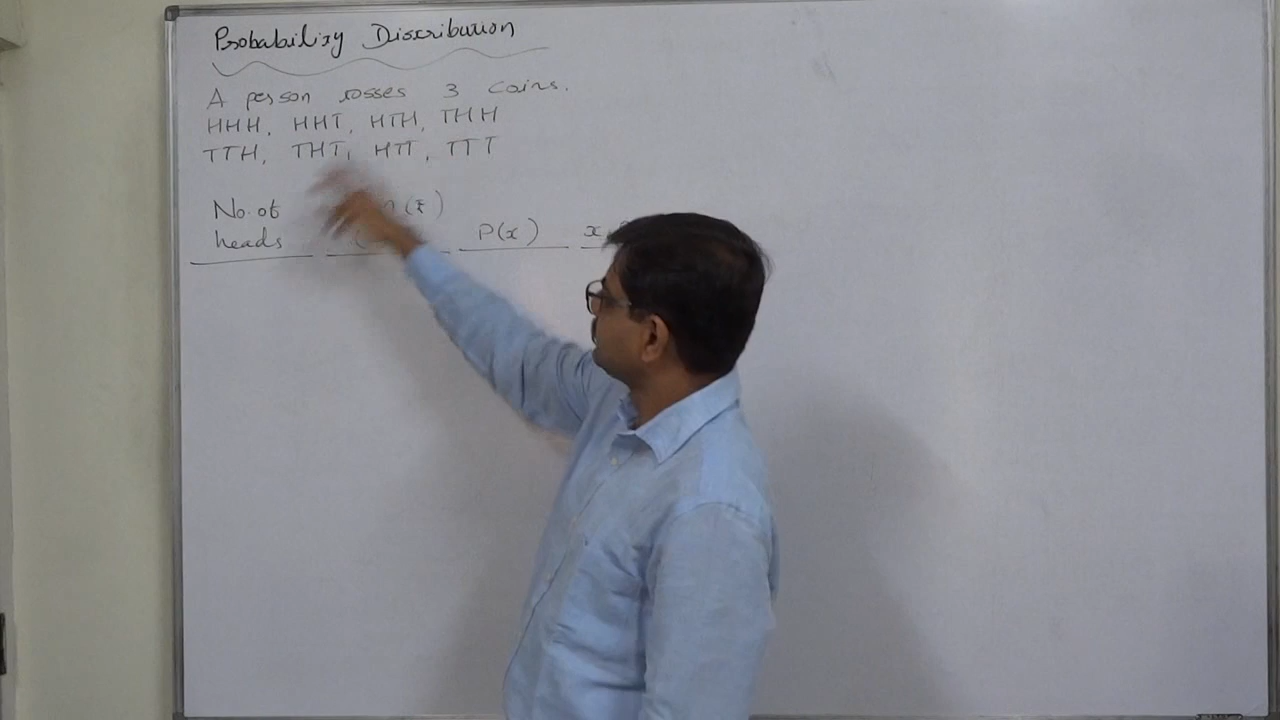 Probability Distribution
A person tosses 3 coins.
HHH, HHT, HTH, THH
TTH, THT, HTT, TTT
No. of
heads P(x) x